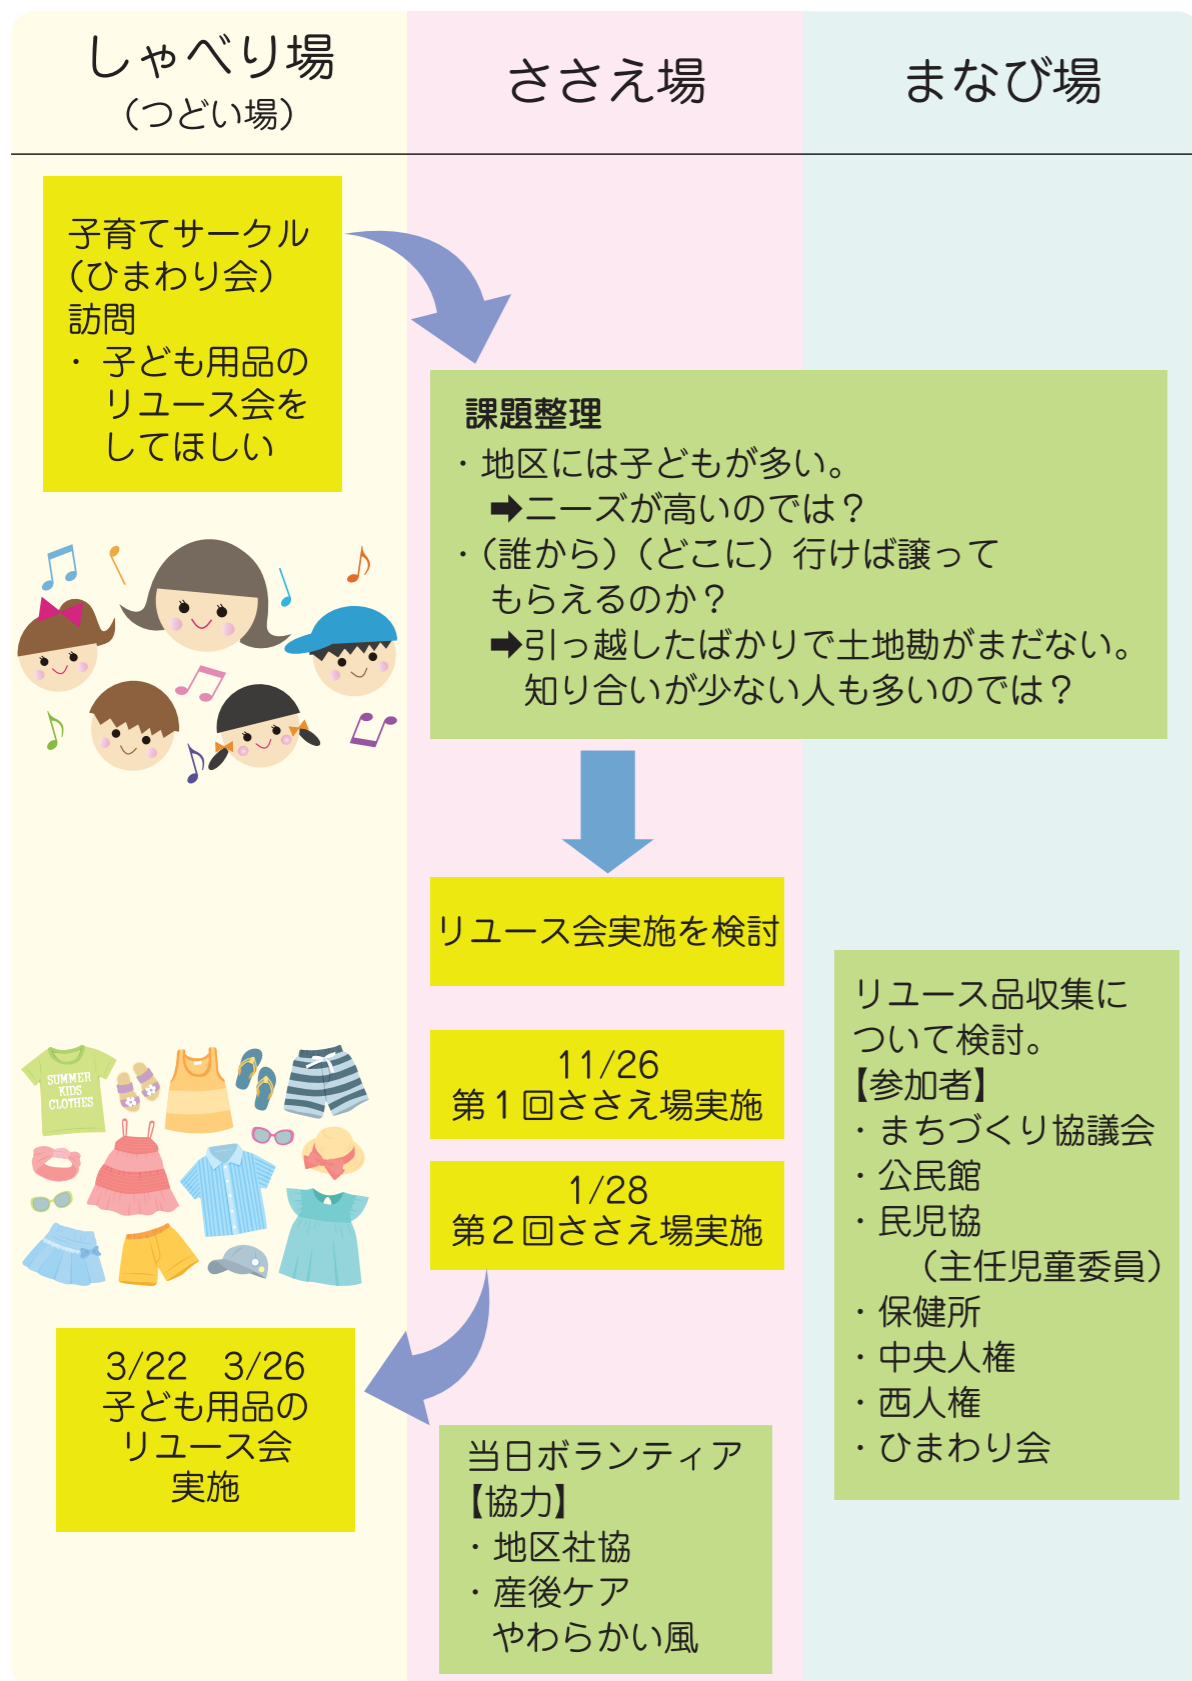 しゃべり場
（つどい場）
ささえ場
まなび場
子育てサークル
（ひまわり会）
訪問
・ 子ども用品の
リユース会を
してほしい
課題整理
・地区には子どもが多い。
➡ニーズが高いのでは？
・（誰から）（どこに）行けば譲って
もらえるのか？
➡引っ越したばかりで土地勘がまだない。
知り合いが少ない人も多いのでは？
リユース会実施を検討
11/26
第１回ささえ場実施
1/28
第２回ささえ場実施
リユース品収集に
ついて検討。
【参加者】
・まちづくり協議会
・公民館
・民児協
（主任児童委員）
・保健所
・中央人権
・西人権
・ひまわり会
SUMMER
KIDS
CLOTHES
3/22　3/26
子ども用品の
リユース会
実施
当日ボランティア
【協力】
・地区社協
・産後ケア
やわらかい風